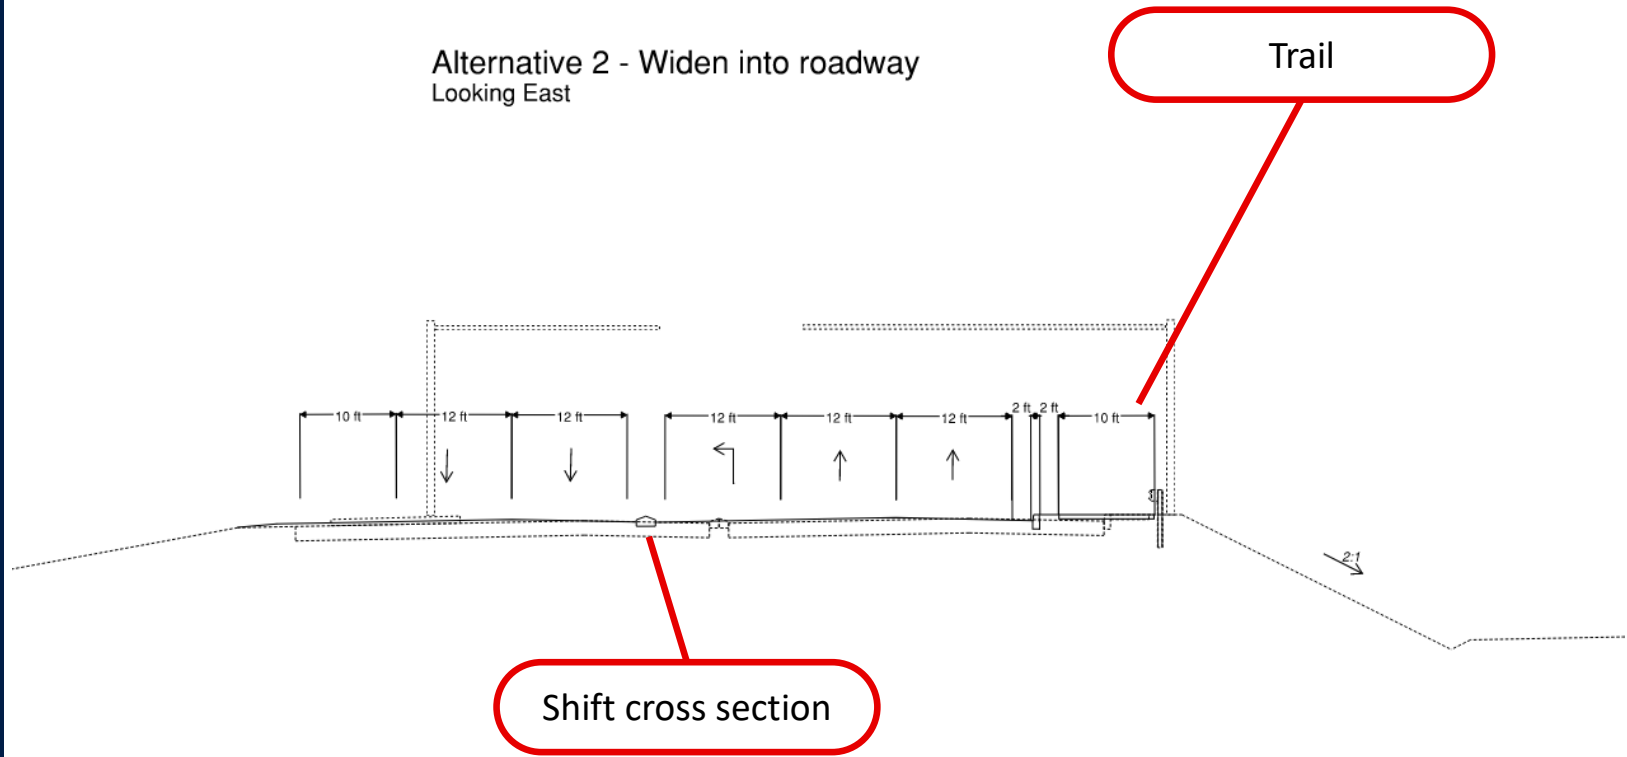 Trail
Alternative 2 - Widen into roadway
Looking East
10 ft 12 ft 12 ft 12 ft 12 ft 12 ft 2 ft 2 ft 10 ft
2:1
Shift cross section